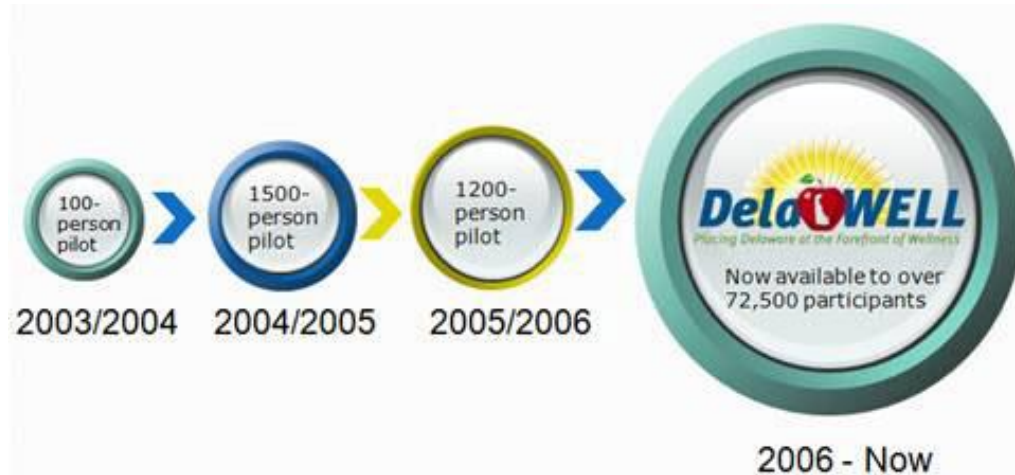 100-
person
pilot
1500-
person
pilot
1200-
person
pilot
DelaWELL
Placing Delaware at the Forefront of Wellness
Now available to over
72,500 participants
2003/2004
2004/2005
2005/2006
2006 - Now